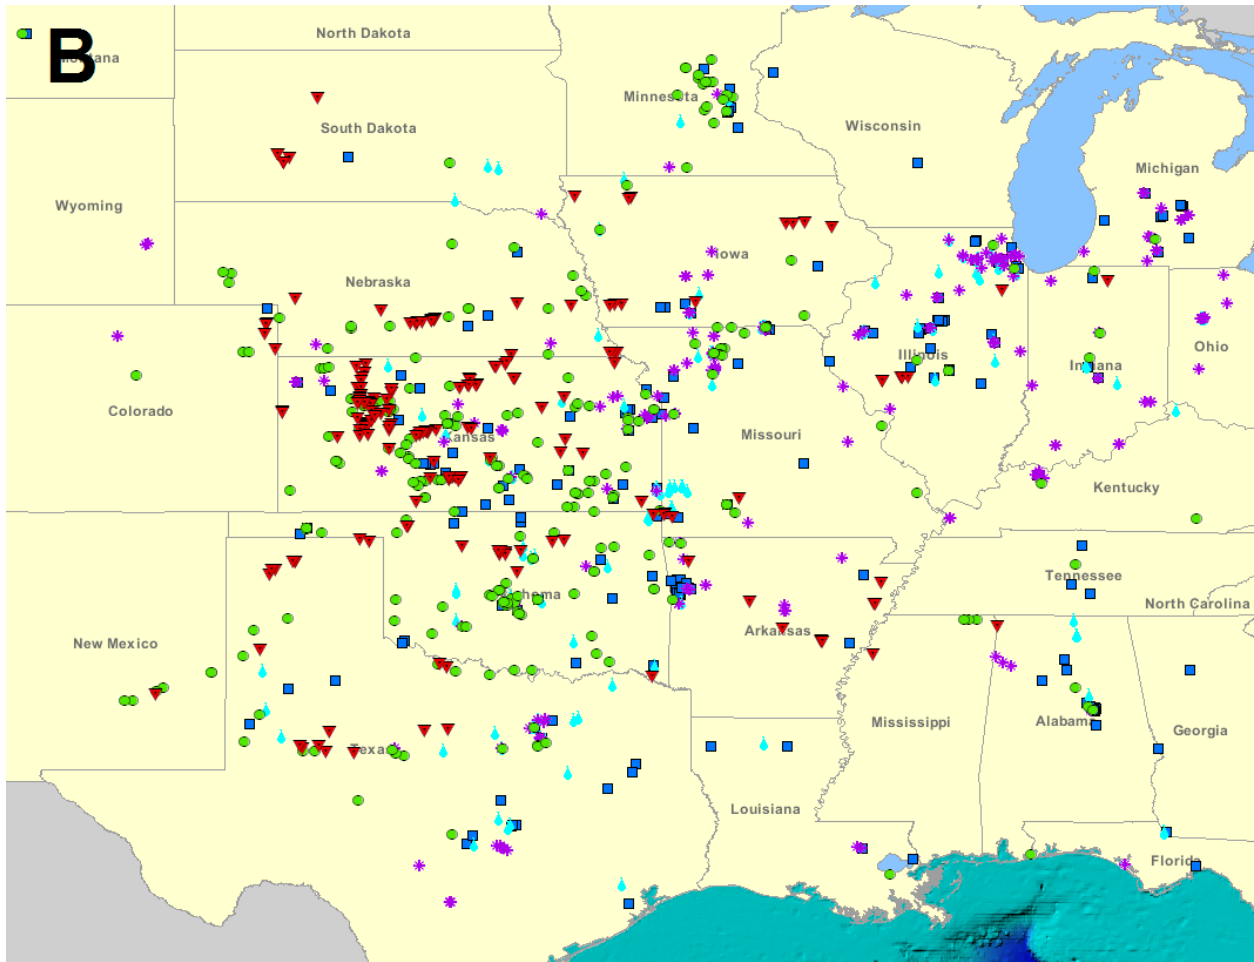 North Dakota
B
Montana
Minnesota
South Dakota
Wisconsin
Michigan
Wyoming
Iowa
Nebraska
Ohio
Illinois
Indiana
Colorado
Missouri
Kansas
Kentucky
Tennessee
Oklahoma
North Carolina
Arkansas
New Mexico
Mississippi
Alabama
Georgia
Texas
Louisiana
Florida